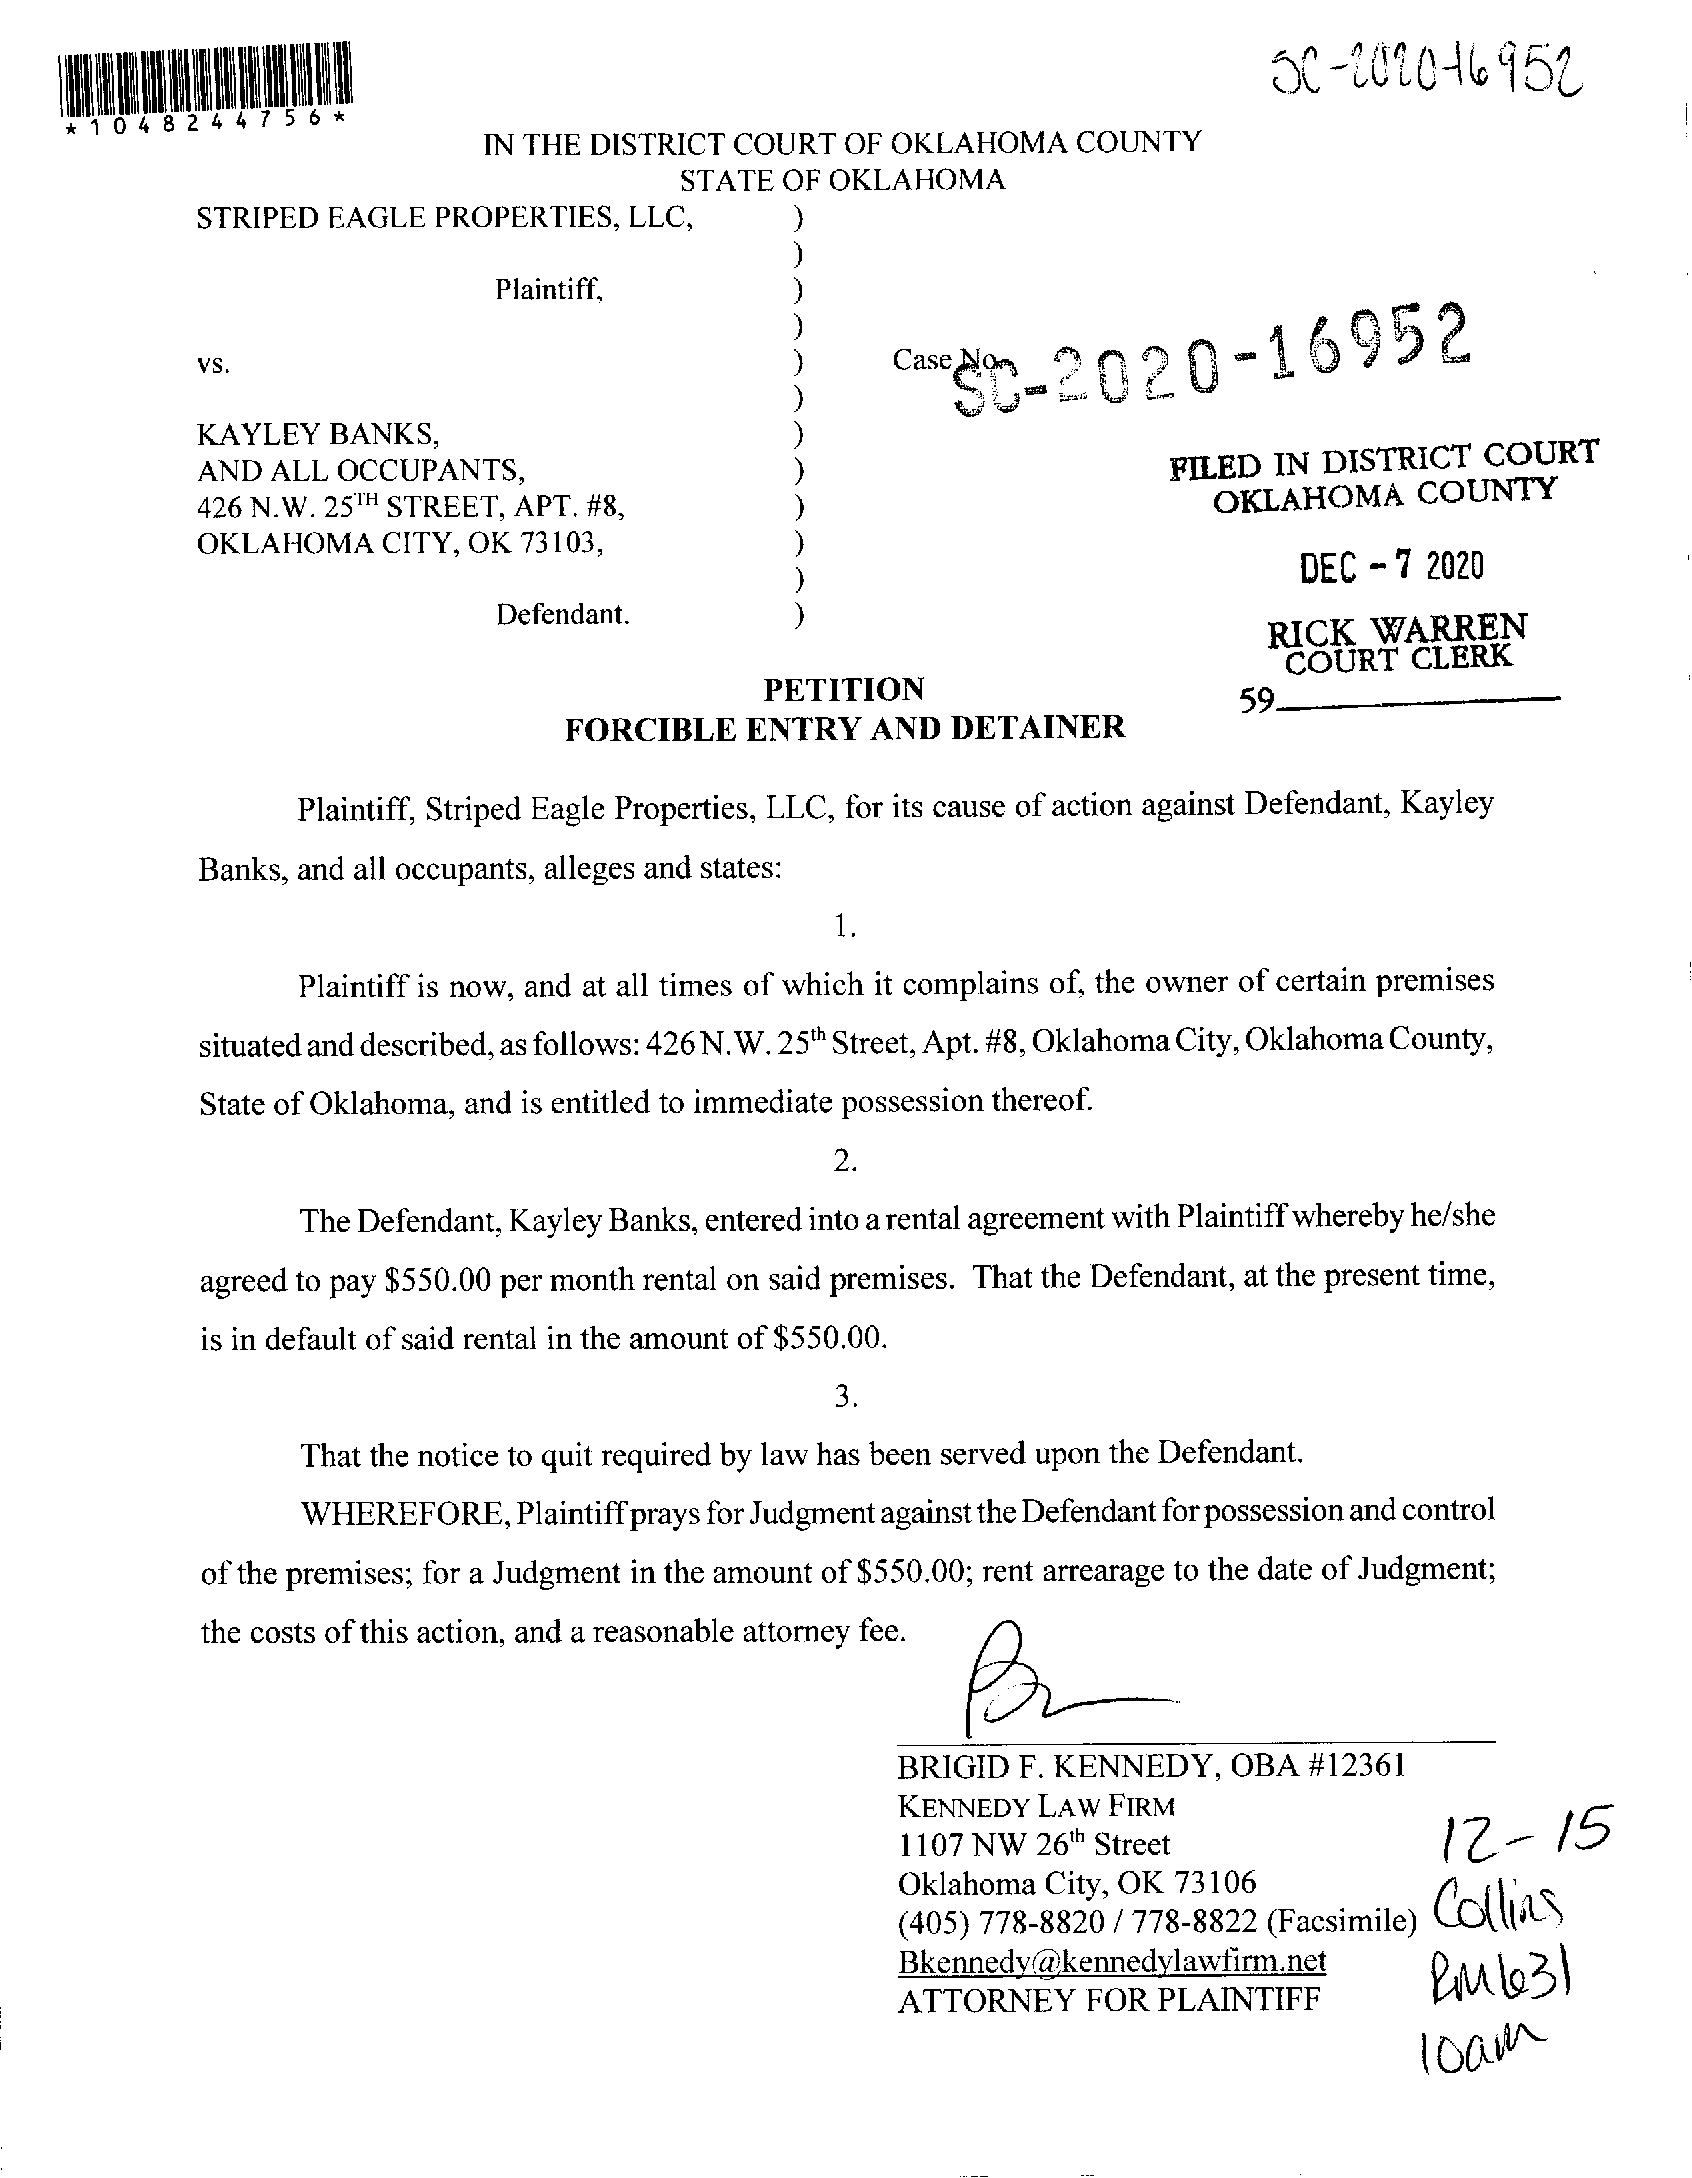 SC-2020-16952
*1048244756*
IN THE DISTRICT COURT OF OKLAHOMA COUNTY
STATE OF OKLAHOMA
STRIPED EAGLE PROPERTIES, LLC, )
)
Plaintiff, )
)
vs. ) Case No. SC-2020-16952
)
KAYLEY BANKS, )
AND ALL OCCUPANTS, )
426 N.W. 25TH STREET, APT. #8, )
OKLAHOMA CITY, OK 73103, )
)
Defendant. )
FILED IN DISTRICT COURT
OKLAHOMA COUNTY
DEC - 7 2020
RICK WARREN
COURT CLERK
59
PETITION
FORCIBLE ENTRY AND DETAINER
Plaintiff, Striped Eagle Properties, LLC, for its cause of action against Defendant, Kayley
Banks, and all occupants, alleges and states:
1.
Plaintiff is now, and at all times of which it complains of, the owner of certain premises
situated and described, as follows: 426 N.W. 25th Street, Apt. #8, Oklahoma City, Oklahoma County,
State of Oklahoma, and is entitled to immediate possession thereof.
2.
The Defendant, Kayley Banks, entered into a rental agreement with Plaintiff whereby he/she
agreed to pay $550.00 per month rental on said premises. That the Defendant, at the present time,
is in default of said rental in the amount of $550.00.
3.
That the notice to quit required by law has been served upon the Defendant.
WHEREFORE, Plaintiff prays for Judgment against the Defendant for possession and control
of the premises; for a Judgment in the amount of $550.00; rent arrearage to the date of Judgment;
the costs of this action, and a reasonable attorney fee.
BRIGID F. KENNEDY, OBA #12361
KENNEDY LAW FIRM
1107 NW 26th Street
Oklahoma City, OK 73106
(405) 778-8820 / 778-8822 (Facsimile)
Bkennedy@kennedylawfirm.net
ATTORNEY FOR PLAINTIFF
12-15
Collins
RM 631
10am